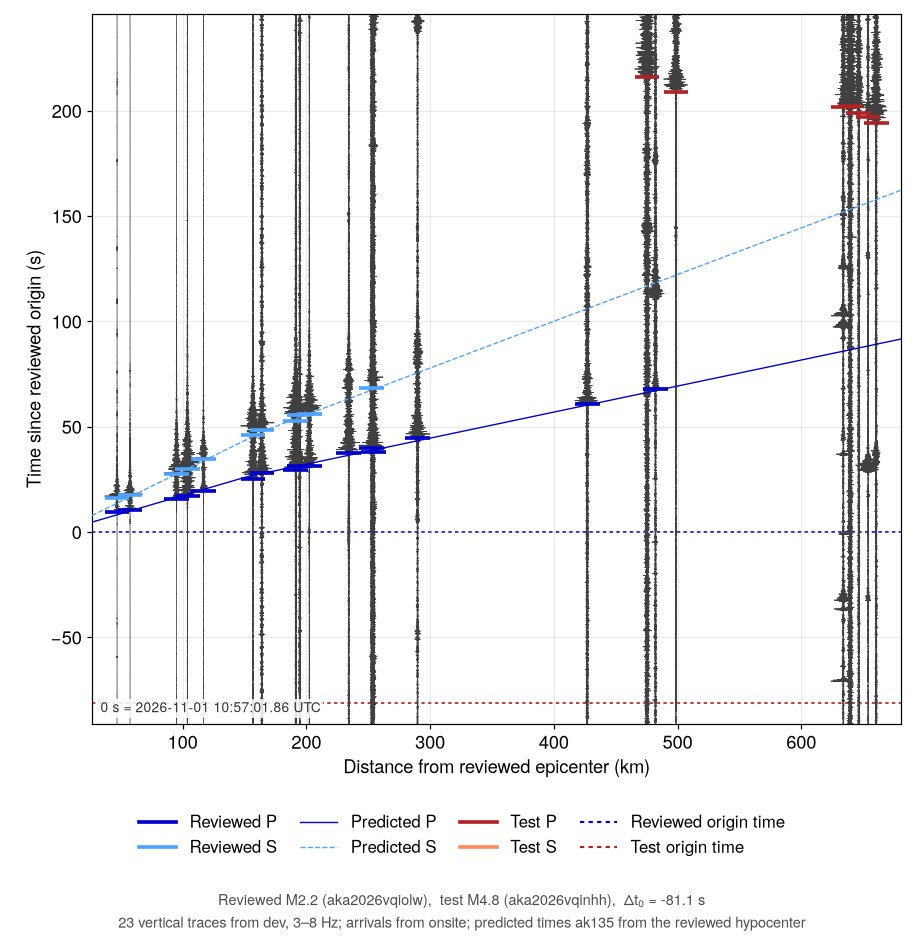 Time since reviewed origin (s)
200
150
100
50
0
−50
0 s = 2026-11-01 10:57:01.86 UTC
100 200 300 400 500 600
Distance from reviewed epicenter (km)
Reviewed P Predicted P Test P Reviewed origin time
Reviewed S Predicted S Test S Test origin time
Reviewed M2.2 (aka2026vqiolw), test M4.8 (aka2026vqinhh), Δt₀ = -81.1 s
23 vertical traces from dev, 3–8 Hz; arrivals from onsite; predicted times ak135 from the reviewed hypocenter